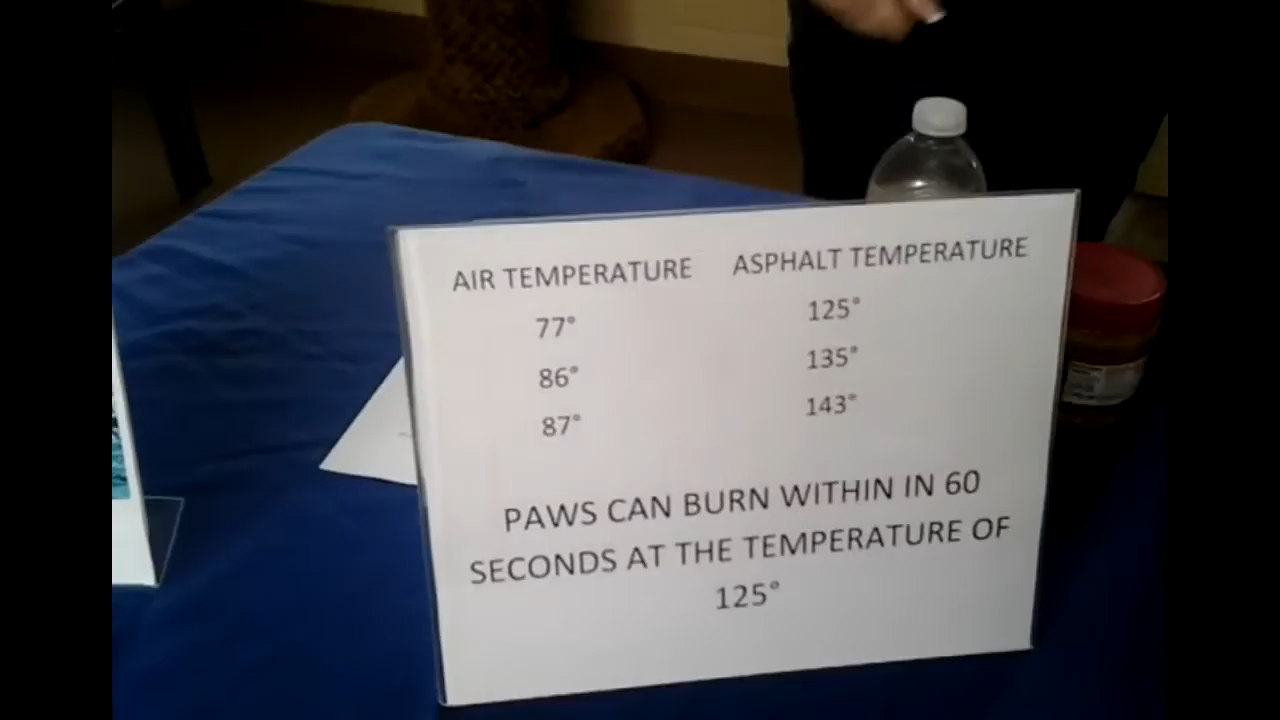 AIR TEMPERATURE ASPHALT TEMPERATURE
77° 125°
86° 135°
87° 143°
PAWS CAN BURN WITHIN IN 60
SECONDS AT THE TEMPERATURE OF
125°